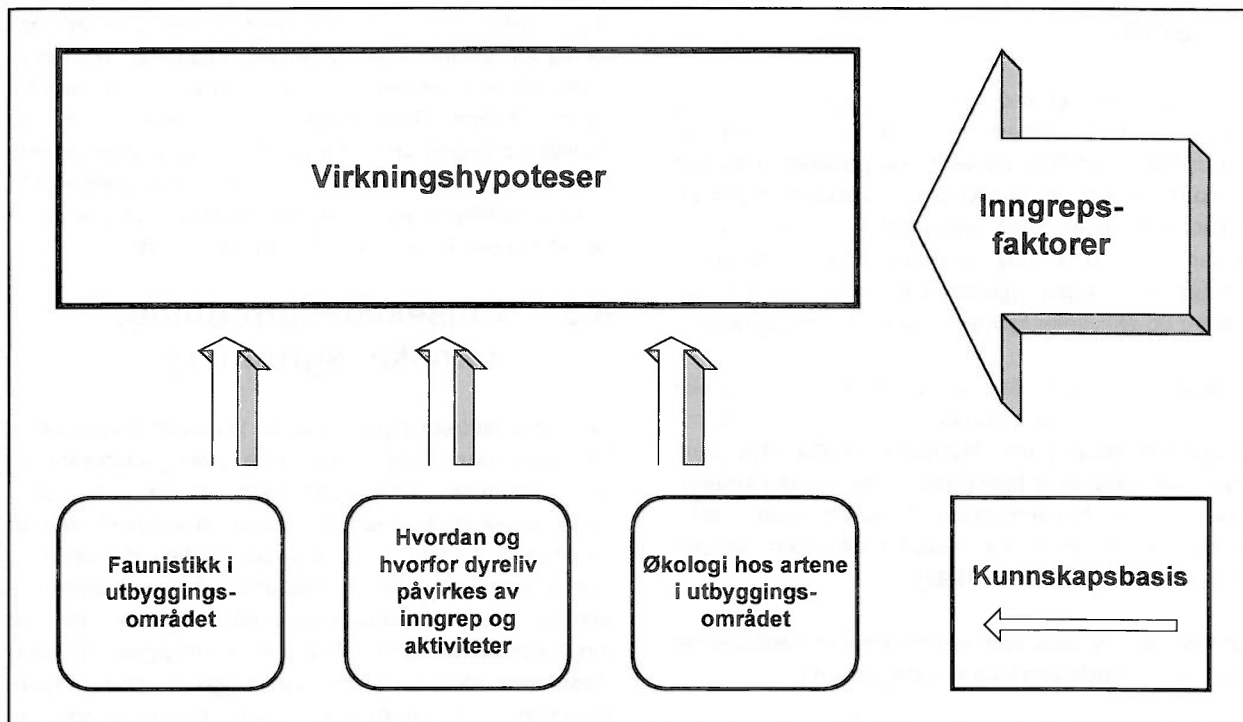 Virkningshypoteser
Inngreps-
faktorer
Faunistikk i
utbyggings-
området
Hvordan og
hvorfor dyreliv
påvirkes av
inngrep og
aktiviteter
Økologi hos artene
i utbyggings-
området
Kunnskapsbasis